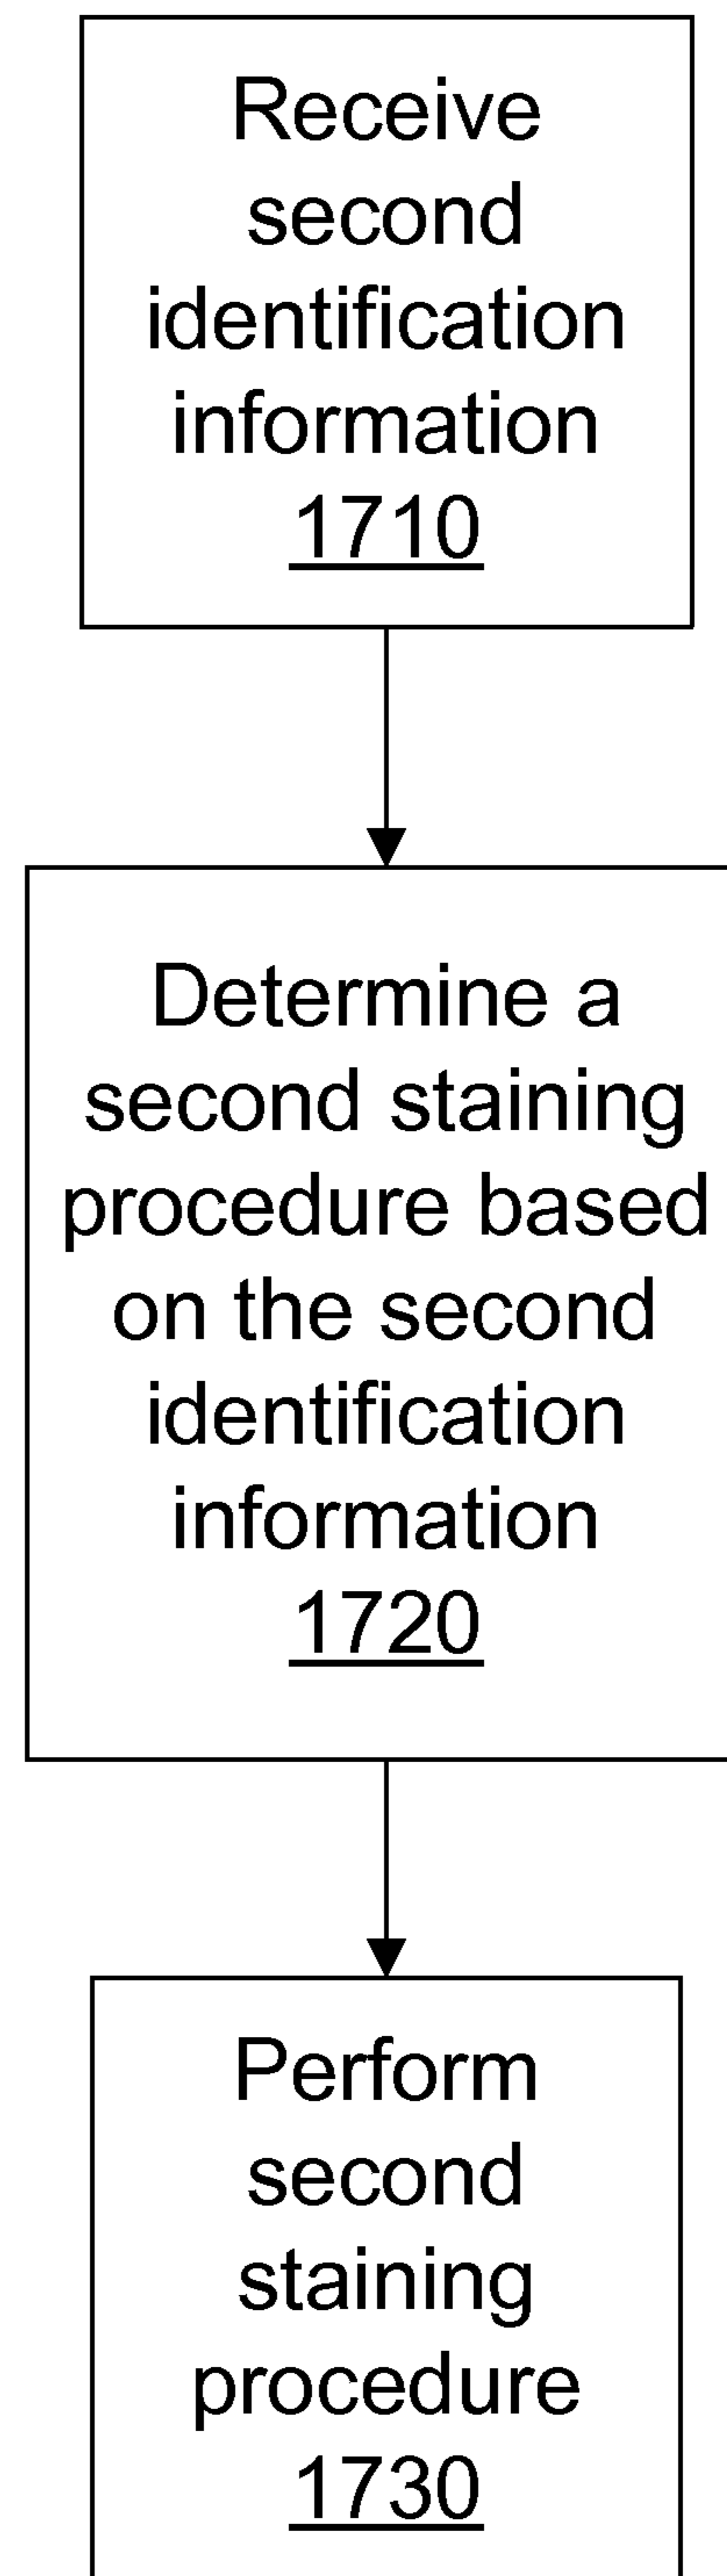 Receive
second
identification
information
1710
Determine a
second staining
procedure based
on the second
identification
information
1720
Perform
second
staining
procedure
1730